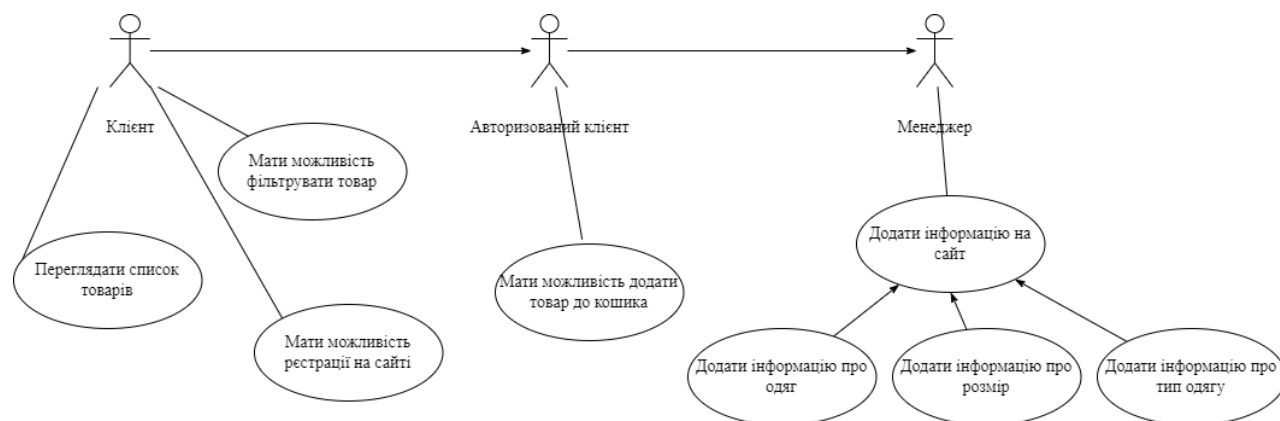 Клієнт
Авторизований клієнт
Менеджер
Мати можливість
фільтрувати товар
Переглядати список
товарів
Мати можливість
рєстрації на сайті
Мати можливість додати
товар до кошика
Додати інформацію на
сайт
Додати інформацію про
одяг
Додати інформацію про
розмір
Додати інформацію про
тип одягу